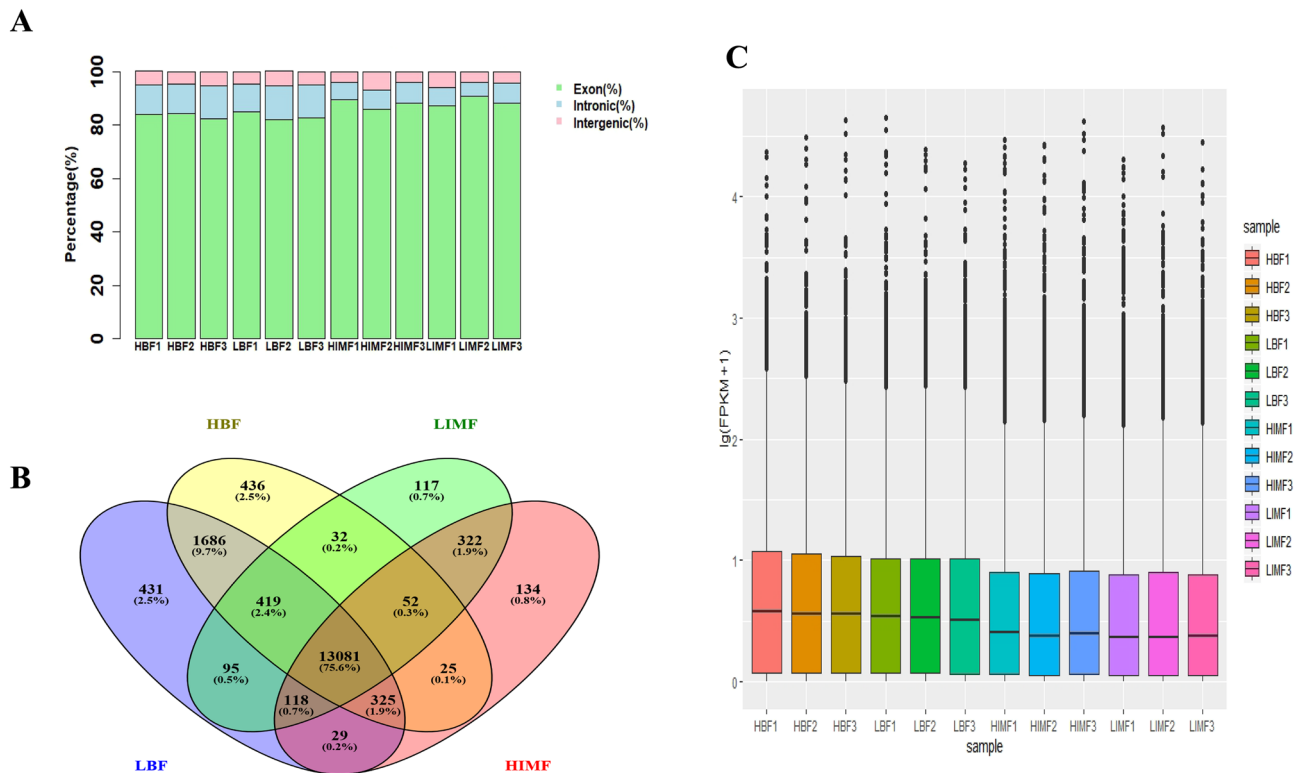 A
100
80
60
40
20
0
Percentage(%)
HBF1 HBF2 HBF3 LBF1 LBF2 LBF3 HIMF1 HIMF2 HIMF3 LIMF1 LIMF2 LIMF3
Exon(%)
Intronic(%)
Intergenic(%)
B
HBF
LIMF
LBF
HIMF
436
(2.5%)
117
(0.7%)
1686
(9.7%)
32
(0.2%)
322
(1.9%)
431
(2.5%)
419
(2.4%)
52
(0.3%)
134
(0.8%)
13081
(75.6%)
95
(0.5%)
25
(0.1%)
118
(0.7%)
325
(1.9%)
29
(0.2%)
C
lg(FPKM+1)
4
3
2
1
0
HBF1 HBF2 HBF3 LBF1 LBF2 LBF3 HIMF1 HIMF2 HIMF3 LIMF1 LIMF2 LIMF3
sample
sample
HBF1
HBF2
HBF3
LBF1
LBF2
LBF3
HIMF1
HIMF2
HIMF3
LIMF1
LIMF2
LIMF3